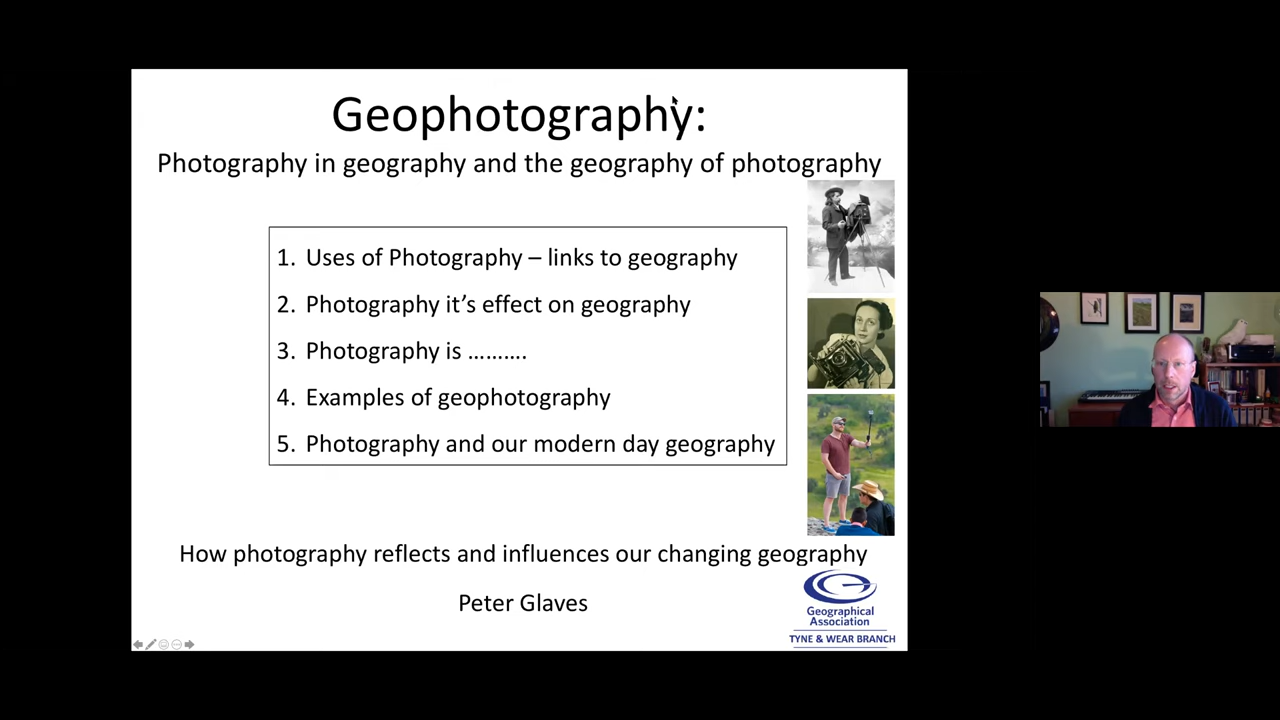 Geophotography:
Photography in geography and the geography of photography
1. Uses of Photography – links to geography
2. Photography it's effect on geography
3. Photography is ..........
4. Examples of geophotography
5. Photography and our modern day geography
How photography reflects and influences our changing geography
Peter Glaves
Geographical
Association
TYNE & WEAR BRANCH